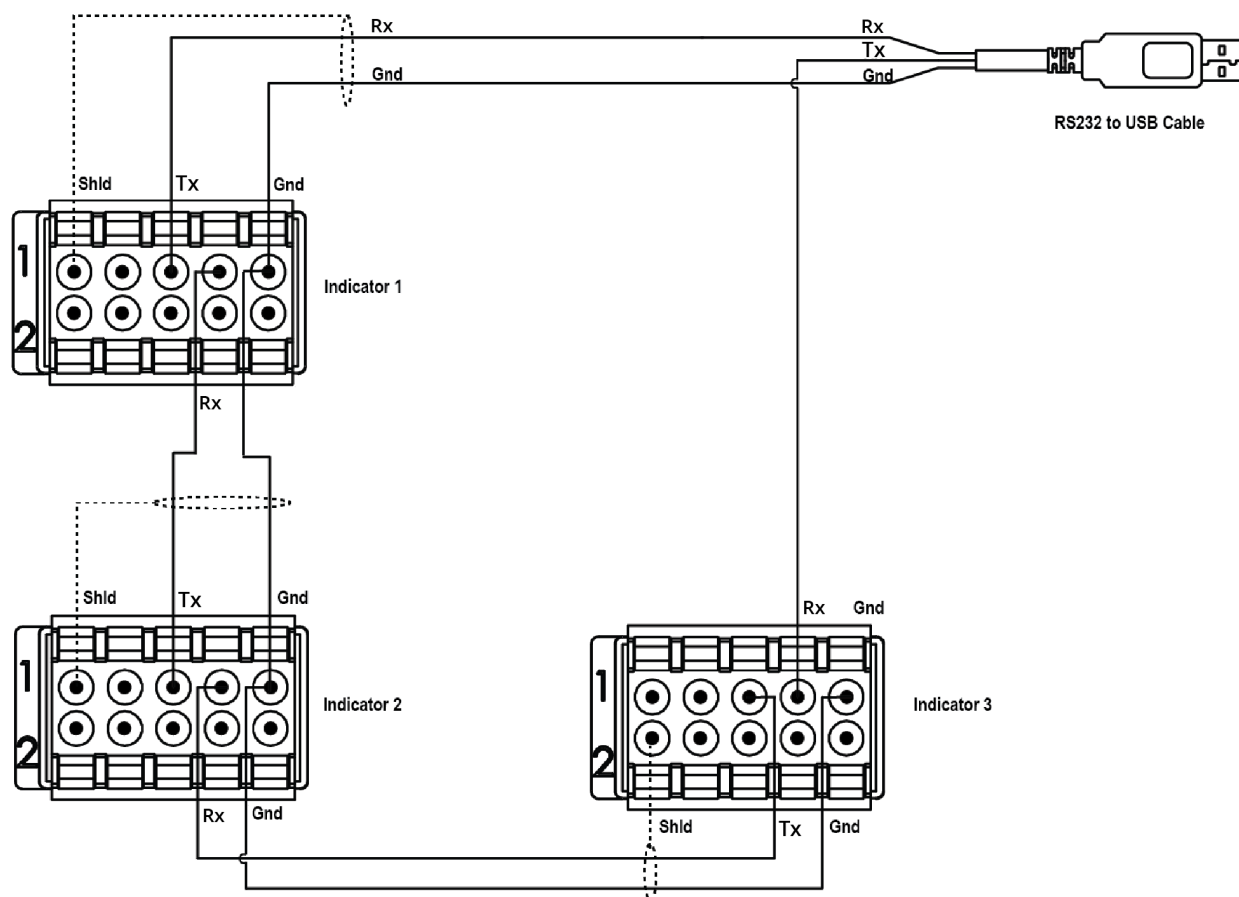 Rx
Rx
Tx
Gnd
Gnd
RS232 to USB Cable
Shld
Tx
Gnd
1
Indicator 1
2
Rx
Shld
Tx
Gnd
Rx
Gnd
1
Indicator 2
2
1
Indicator 3
2
Rx
Gnd
Shld
Tx
Gnd